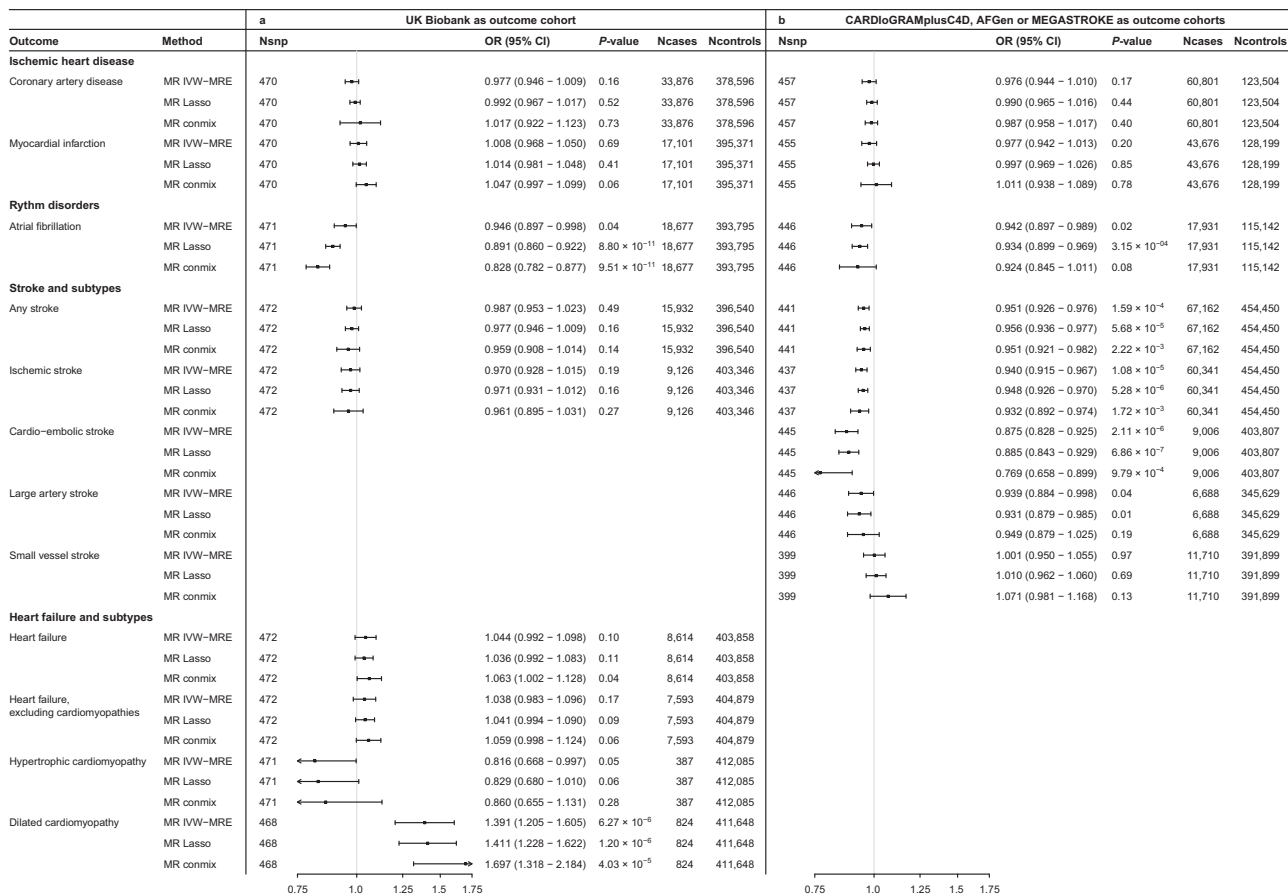 a UK Biobank as outcome cohort b CARDIoGRAMplusC4D, AFGen or MEGASTROKE as outcome cohorts
Outcome Method Nsnp OR (95% CI) P-value Ncases Ncontrols Nsnp OR (95% CI) P-value Ncases Ncontrols
Ischemic heart disease
Coronary artery disease MR IVW−MRE 470 0.977 (0.946 − 1.009) 0.16 33,876 378,596 457 0.976 (0.944 − 1.010) 0.17 60,801 123,504
MR Lasso 470 0.992 (0.967 − 1.017) 0.52 33,876 378,596 457 0.990 (0.965 − 1.016) 0.44 60,801 123,504
MR conmix 470 1.017 (0.922 − 1.123) 0.73 33,876 378,596 457 0.987 (0.958 − 1.017) 0.40 60,801 123,504
Myocardial infarction MR IVW−MRE 470 1.008 (0.968 − 1.050) 0.69 17,101 395,371 455 0.977 (0.942 − 1.013) 0.20 43,676 128,199
MR Lasso 470 1.014 (0.981 − 1.048) 0.41 17,101 395,371 455 0.997 (0.969 − 1.026) 0.85 43,676 128,199
MR conmix 470 1.047 (0.997 − 1.099) 0.06 17,101 395,371 455 1.011 (0.938 − 1.089) 0.78 43,676 128,199
Rythm disorders
Atrial fibrillation MR IVW−MRE 471 0.946 (0.897 − 0.998) 0.04 18,677 393,795 446 0.942 (0.897 − 0.989) 0.02 17,931 115,142
MR Lasso 471 0.891 (0.860 − 0.922) 8.80 × 10⁻¹¹ 18,677 393,795 446 0.934 (0.899 − 0.969) 3.15 × 10⁻⁰⁴ 17,931 115,142
MR conmix 471 0.828 (0.782 − 0.877) 9.51 × 10⁻¹¹ 18,677 393,795 446 0.924 (0.845 − 1.011) 0.08 17,931 115,142
Stroke and subtypes
Any stroke MR IVW−MRE 472 0.987 (0.953 − 1.023) 0.49 15,932 396,540 441 0.951 (0.926 − 0.976) 1.59 × 10⁻⁴ 67,162 454,450
MR Lasso 472 0.977 (0.946 − 1.009) 0.16 15,932 396,540 441 0.956 (0.936 − 0.977) 5.68 × 10⁻⁵ 67,162 454,450
MR conmix 472 0.959 (0.908 − 1.014) 0.14 15,932 396,540 441 0.951 (0.921 − 0.982) 2.22 × 10⁻³ 67,162 454,450
Ischemic stroke MR IVW−MRE 472 0.970 (0.928 − 1.015) 0.19 9,126 403,346 437 0.940 (0.915 − 0.967) 1.08 × 10⁻⁵ 60,341 454,450
MR Lasso 472 0.971 (0.931 − 1.012) 0.16 9,126 403,346 437 0.948 (0.926 − 0.970) 5.28 × 10⁻⁶ 60,341 454,450
MR conmix 472 0.961 (0.895 − 1.031) 0.27 9,126 403,346 437 0.932 (0.892 − 0.974) 1.72 × 10⁻³ 60,341 454,450
Cardio−embolic stroke MR IVW−MRE 445 0.875 (0.828 − 0.925) 2.11 × 10⁻⁶ 9,006 403,807
MR Lasso 445 0.885 (0.843 − 0.929) 6.86 × 10⁻⁷ 9,006 403,807
MR conmix 445 0.769 (0.658 − 0.899) 9.79 × 10⁻⁴ 9,006 403,807
Large artery stroke MR IVW−MRE 446 0.939 (0.884 − 0.998) 0.04 6,688 345,629
MR Lasso 446 0.931 (0.879 − 0.985) 0.01 6,688 345,629
MR conmix 446 0.949 (0.879 − 1.025) 0.19 6,688 345,629
Small vessel stroke MR IVW−MRE 399 1.001 (0.950 − 1.055) 0.97 11,710 391,899
MR Lasso 399 1.010 (0.962 − 1.060) 0.69 11,710 391,899
MR conmix 399 1.071 (0.981 − 1.168) 0.13 11,710 391,899
Heart failure and subtypes
Heart failure MR IVW−MRE 472 1.044 (0.992 − 1.098) 0.10 8,614 403,858
MR Lasso 472 1.036 (0.992 − 1.083) 0.11 8,614 403,858
MR conmix 472 1.063 (1.002 − 1.128) 0.04 8,614 403,858
Heart failure, MR IVW−MRE 472 1.038 (0.983 − 1.096) 0.17 7,593 404,879
excluding cardiomyopathies
MR Lasso 472 1.041 (0.994 − 1.090) 0.09 7,593 404,879
MR conmix 472 1.059 (0.998 − 1.124) 0.06 7,593 404,879
Hypertrophic cardiomyopathy MR IVW−MRE 471 0.816 (0.668 − 0.997) 0.05 387 412,085
MR Lasso 471 0.829 (0.680 − 1.010) 0.06 387 412,085
MR conmix 471 0.860 (0.655 − 1.131) 0.28 387 412,085
Dilated cardiomyopathy MR IVW−MRE 468 1.391 (1.205 − 1.605) 6.27 × 10⁻⁶ 824 411,648
MR Lasso 468 1.411 (1.228 − 1.622) 1.20 × 10⁻⁶ 824 411,648
MR conmix 468 1.697 (1.318 − 2.184) 4.03 × 10⁻⁵ 824 411,648
0.75 1.0 1.25 1.5 1.75 0.75 1.0 1.25 1.5 1.75